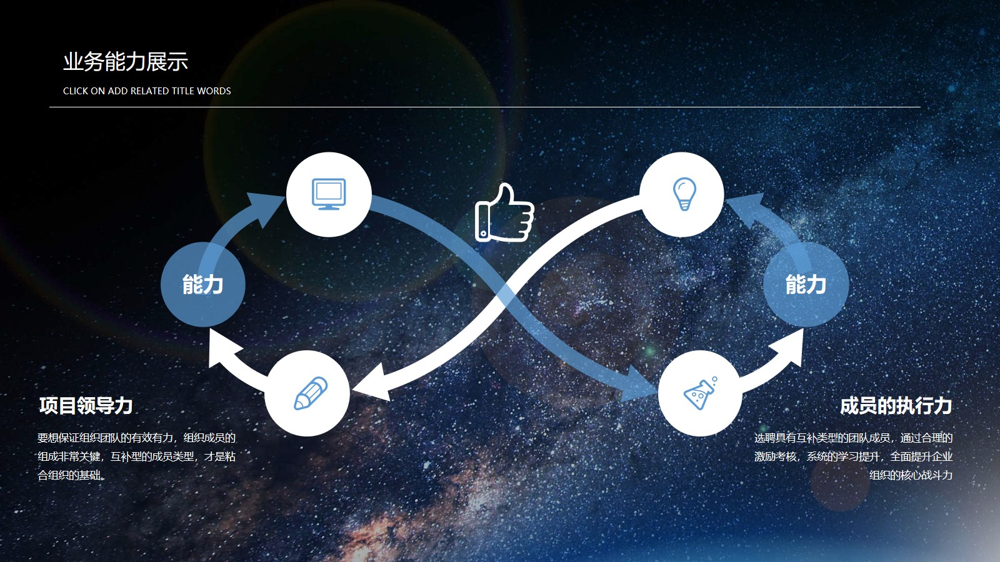 业务能力展示
CLICK ON ADD RELATED TITLE WORDS
能力
能力
项目领导力
要想保证组织团队的有效有力，组织成员的
组成非常关键，互补型的成员类型，才是粘
合组织的基础。
成员的执行力
选聘具有互补类型的团队成员，通过合理的
激励考核，系统的学习提升，全面提升企业
组织的核心战斗力